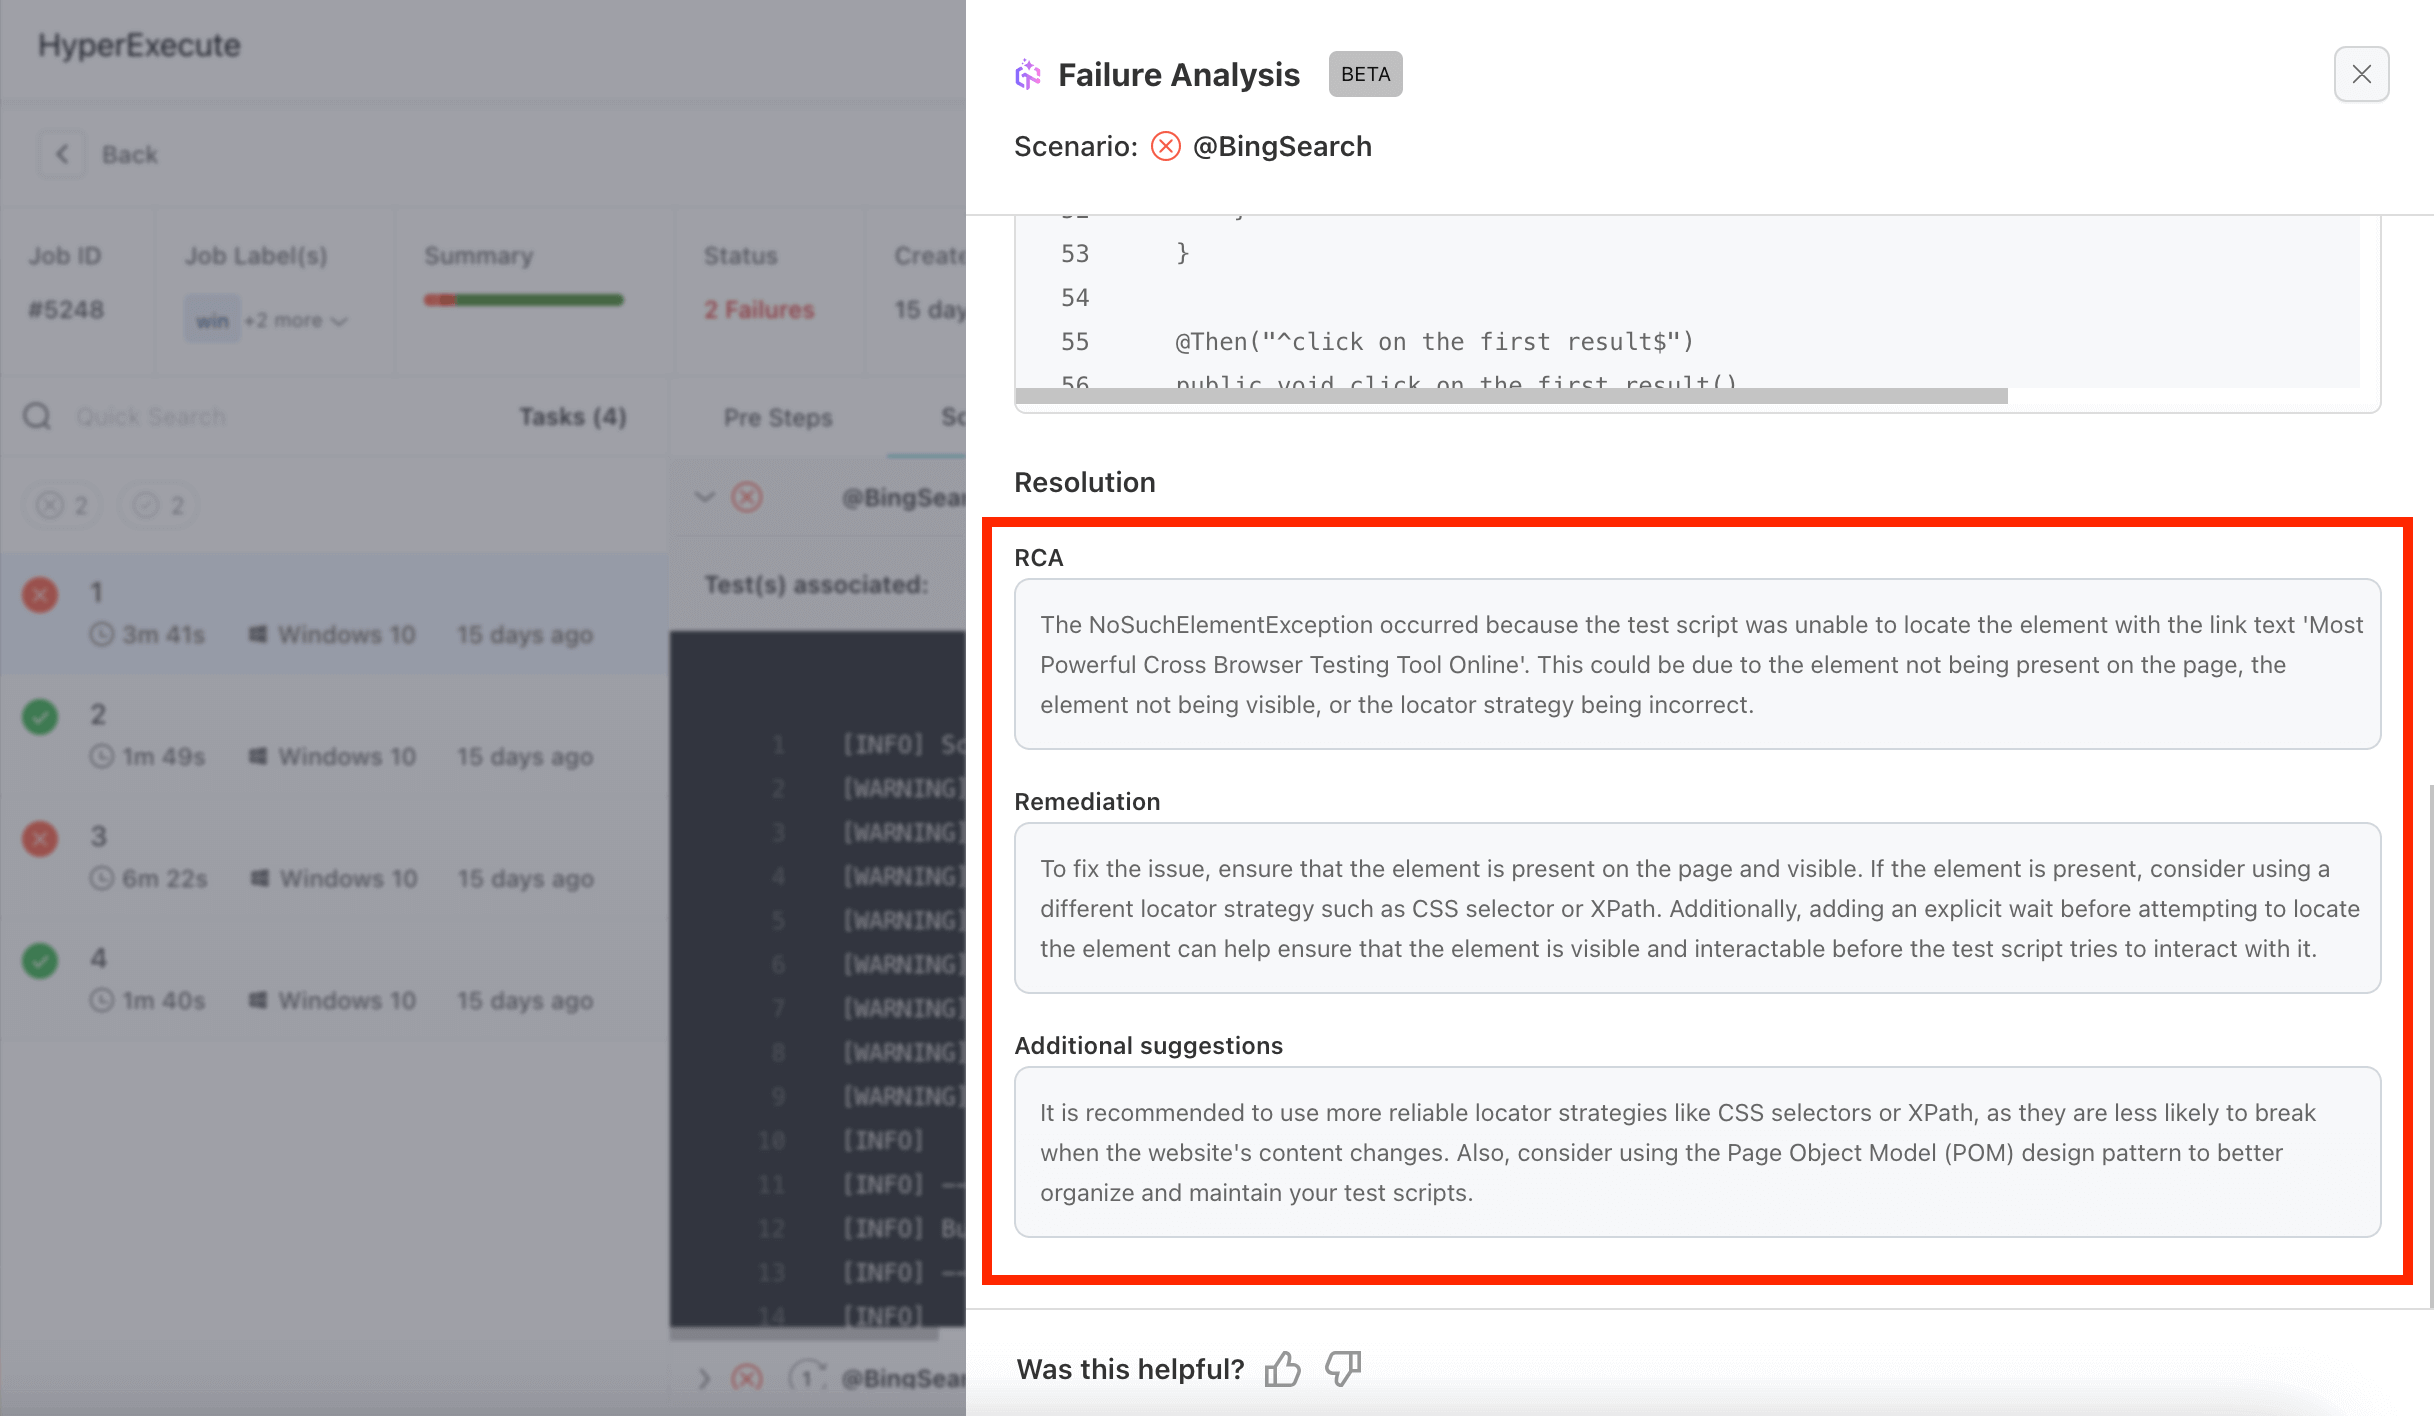 HyperExecute
Back
Job ID
#5248
Job Label(s)
win +2 more
Summary
Status
2 Failures
Create
15 day
Quick Search
Tasks (4)
2 2
1
3m 41s Windows 10 15 days ago
2
1m 49s Windows 10 15 days ago
3
6m 22s Windows 10 15 days ago
4
1m 40s Windows 10 15 days ago
Pre Steps
Sc
@BingSear
Test(s) associated:
1 [INFO] Sc
2 [WARNING]
3 [WARNING]
4 [WARNING]
5 [WARNING]
6 [WARNING]
7 [WARNING]
8 [WARNING]
9 [WARNING]
10 [INFO]
11 [INFO] --
12 [INFO] Bu
13 [INFO] --
14 [INFO]
1 @BingSear
Failure Analysis BETA
Scenario: @BingSearch
52 }
53 }
54
55 @Then("^click on the first result$")
56 public void click_on_the_first_result()
Resolution
RCA
The NoSuchElementException occurred because the test script was unable to locate the element with the link text 'Most
Powerful Cross Browser Testing Tool Online'. This could be due to the element not being present on the page, the
element not being visible, or the locator strategy being incorrect.
Remediation
To fix the issue, ensure that the element is present on the page and visible. If the element is present, consider using a
different locator strategy such as CSS selector or XPath. Additionally, adding an explicit wait before attempting to locate
the element can help ensure that the element is visible and interactable before the test script tries to interact with it.
Additional suggestions
It is recommended to use more reliable locator strategies like CSS selectors or XPath, as they are less likely to break
when the website's content changes. Also, consider using the Page Object Model (POM) design pattern to better
organize and maintain your test scripts.
Was this helpful?